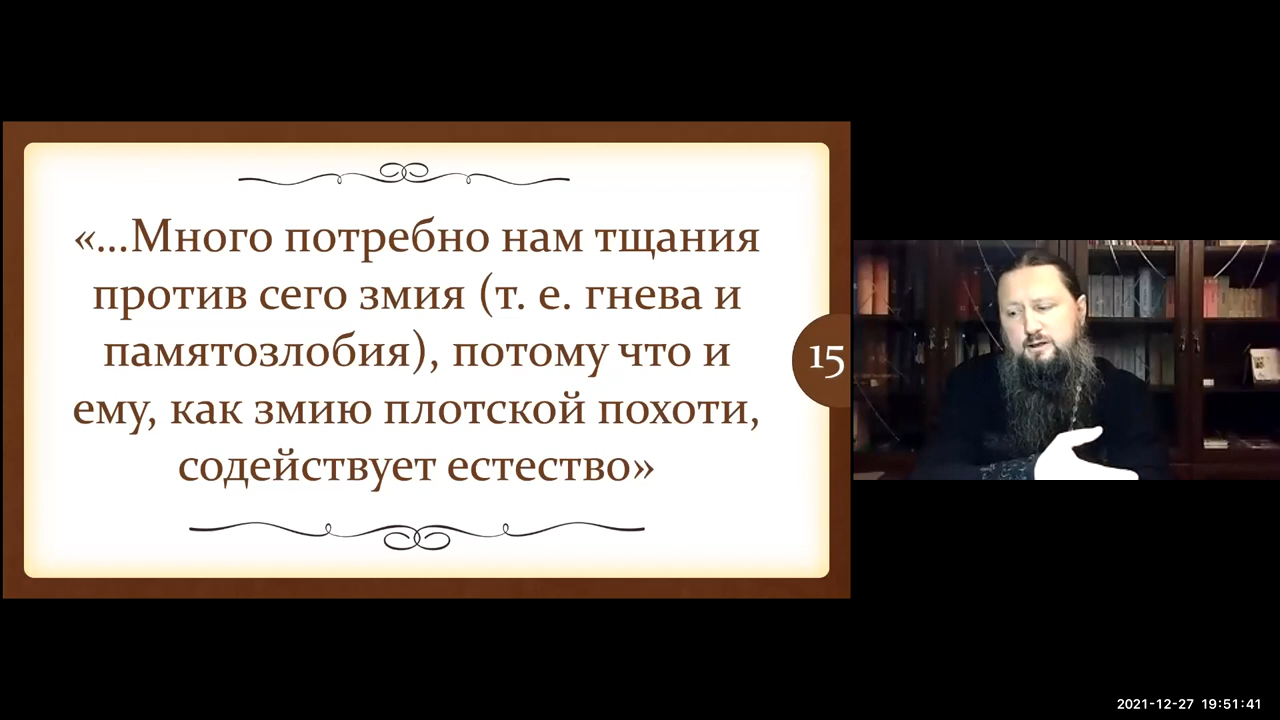 «...Много потребно нам тщания
против сего змия (т. е. гнева и
памятозлобия), потому что и
ему, как змию плотской похоти,
содействует естество»
15
2021-12-27 19:51:41